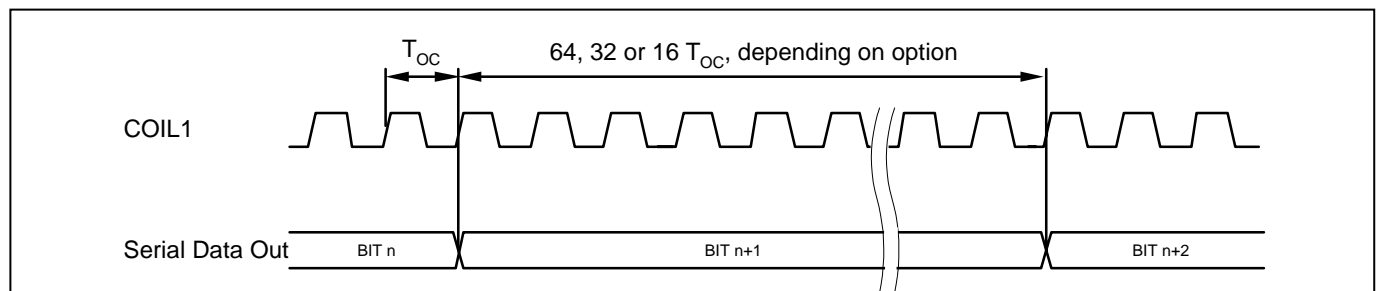 T_OC 64, 32 or 16 T_OC, depending on option
COIL1
Serial Data Out BIT n BIT n+1 BIT n+2